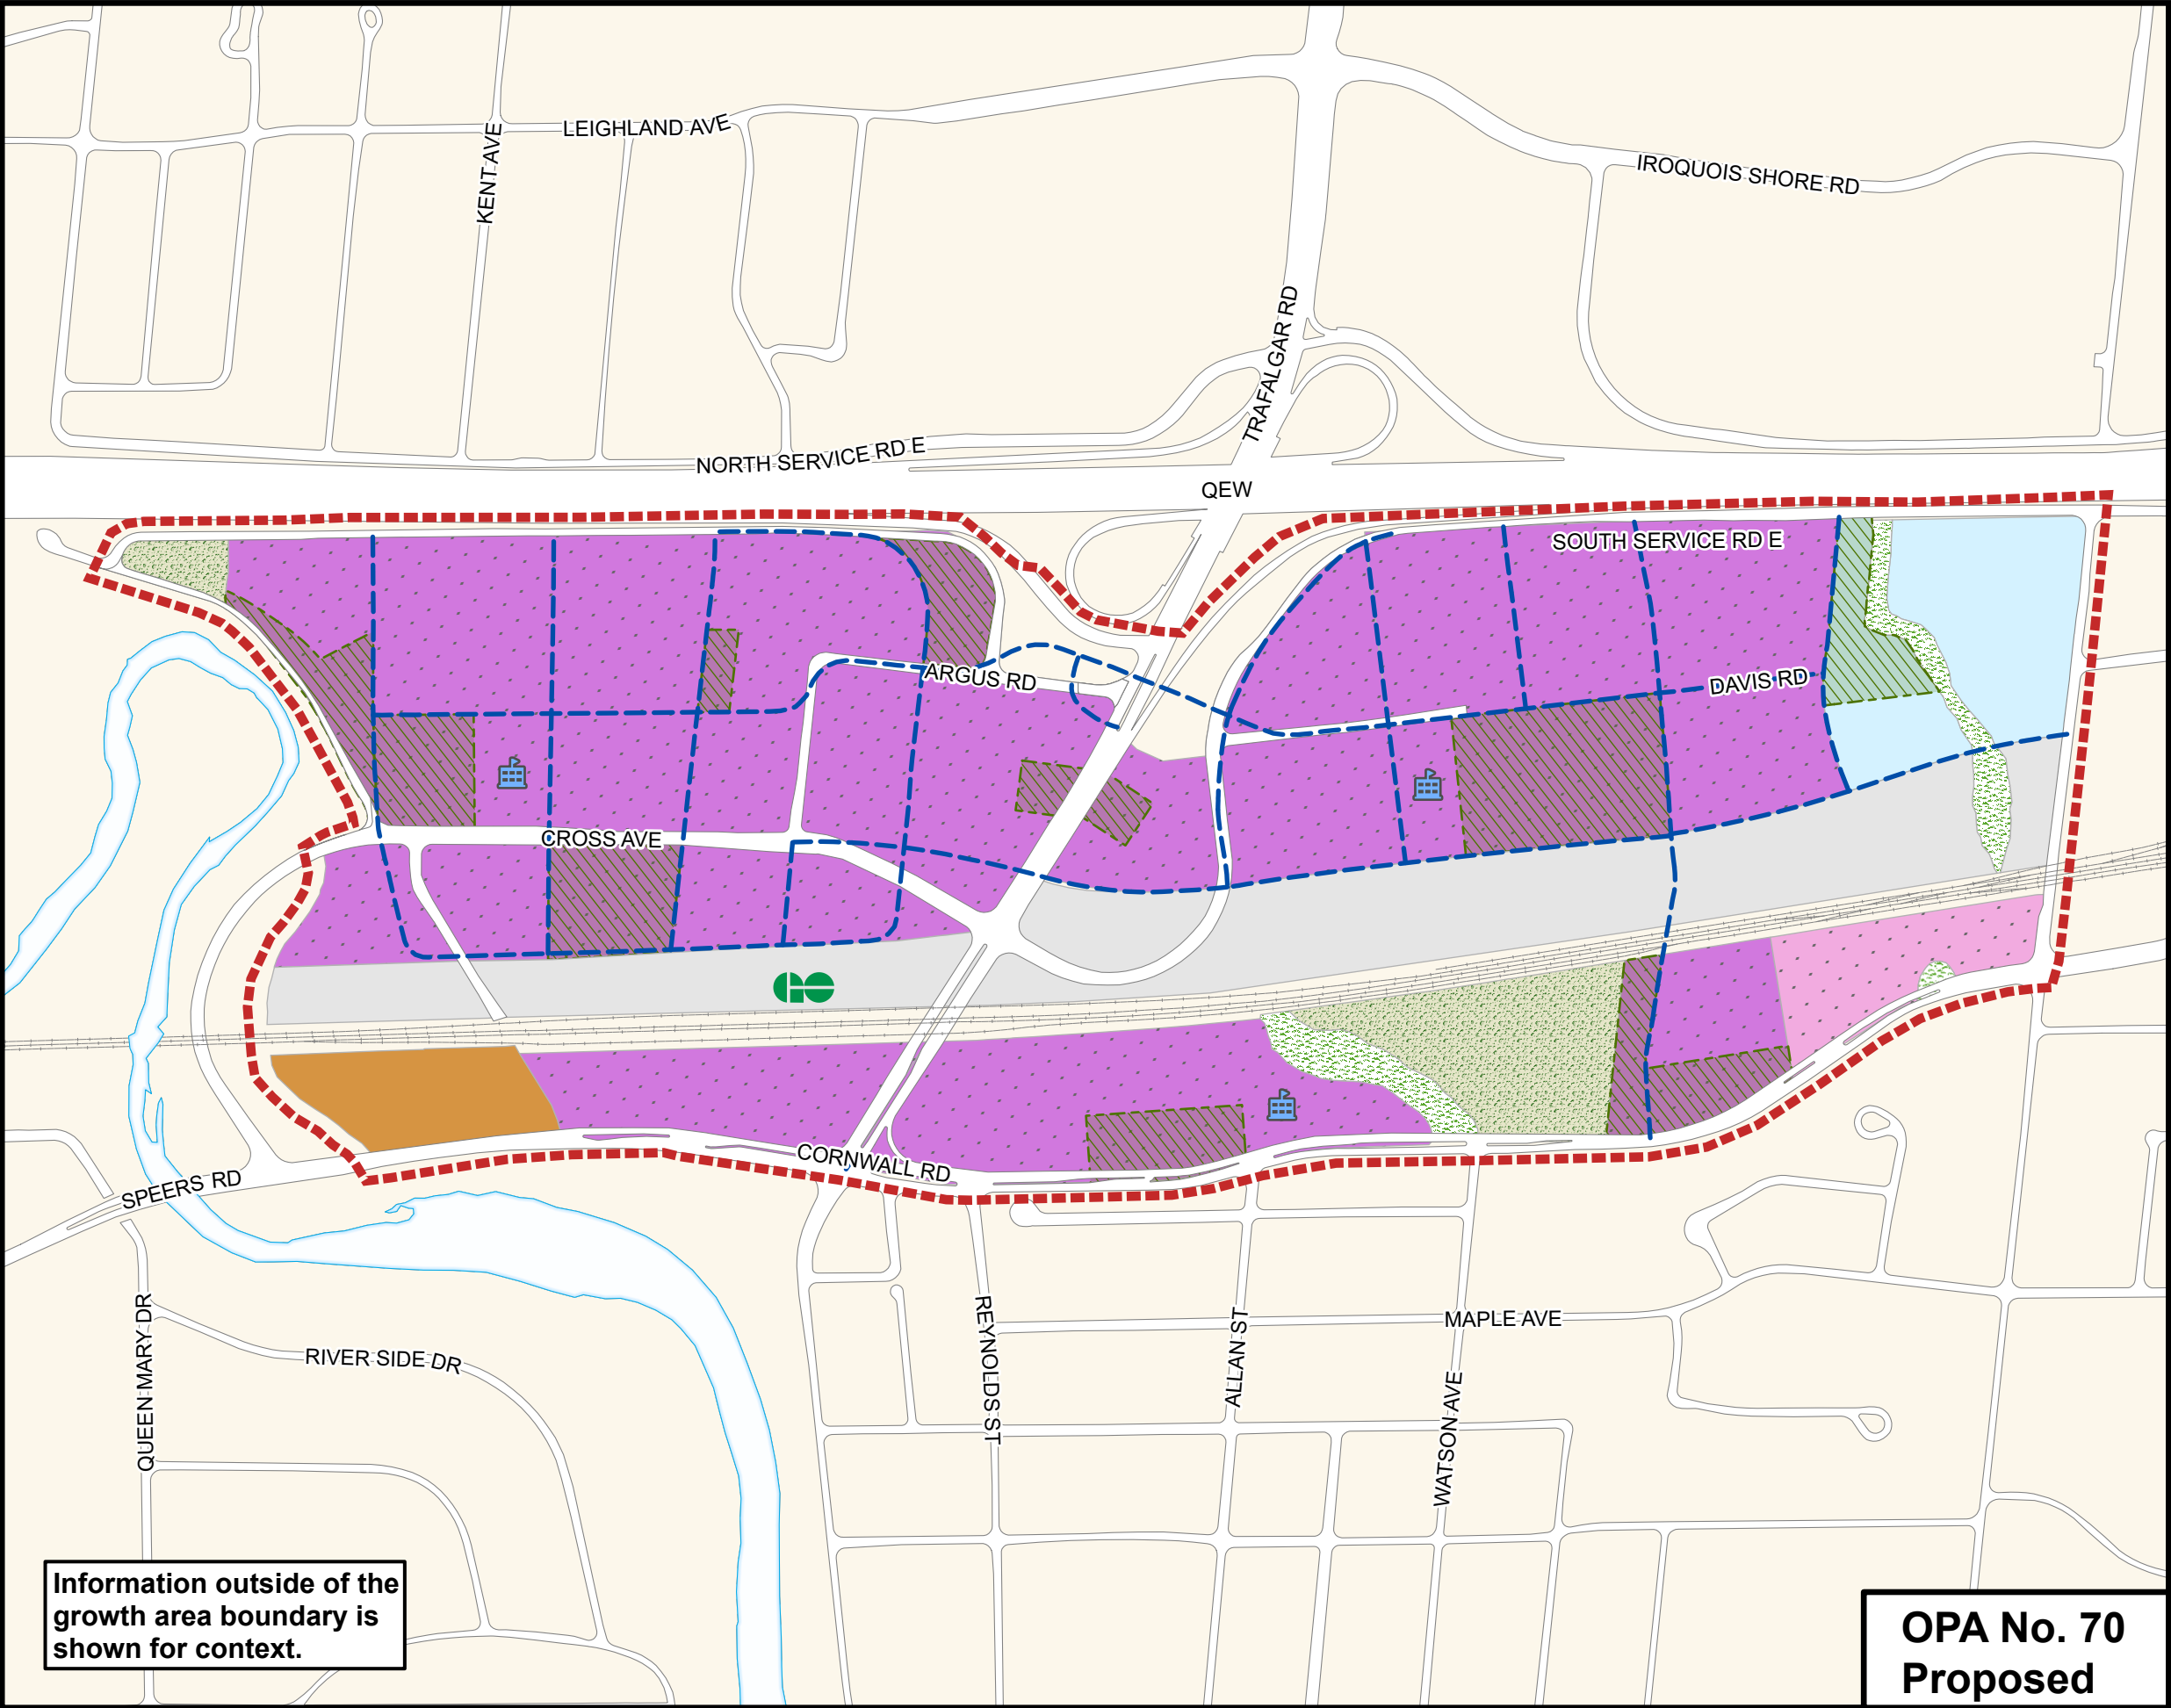 LEIGHLAND AVE
KENT AVE
IROQUOIS SHORE RD
TRAFALGAR RD
NORTH SERVICE RD E
QEW
SOUTH SERVICE RD E
ARGUS RD
DAVIS RD
CROSS AVE
GO
CORNWALL RD
SPEERS RD
QUEEN MARY DR
RIVER SIDE DR
REYNOLDS ST
ALLAN ST
MAPLE AVE
WATSON AVE
Information outside of the
growth area boundary is
shown for context.
OPA No. 70
Proposed